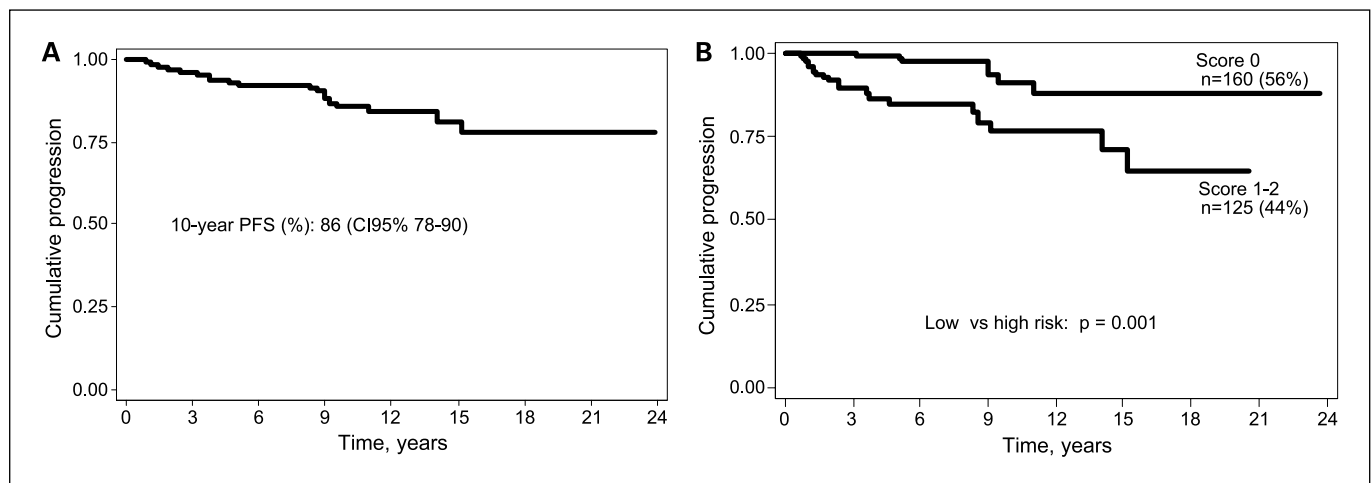 A
Cumulative progression
1.00
0.75
0.50
0.25
0.00
10-year PFS (%): 86 (CI95% 78-90)
0 3 6 9 12 15 18 21 24
Time, years
B
Cumulative progression
1.00
0.75
0.50
0.25
0.00
Score 0
n=160 (56%)
Score 1-2
n=125 (44%)
Low vs high risk: p = 0.001
0 3 6 9 12 15 18 21 24
Time, years